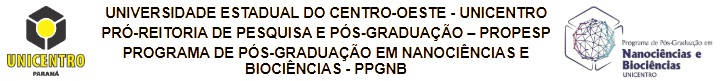 UNICENTRO
PARANÁ
UNIVERSIDADE ESTADUAL DO CENTRO-OESTE - UNICENTRO
PRÓ-REITORIA DE PESQUISA E PÓS-GRADUAÇÃO – PROPESP
PROGRAMA DE PÓS-GRADUAÇÃO EM NANOCIÊNCIAS E
BIOCIÊNCIAS - PPGNB
Programa de Pós-Graduação em
Nanociências e
Biociências
UNICENTRO